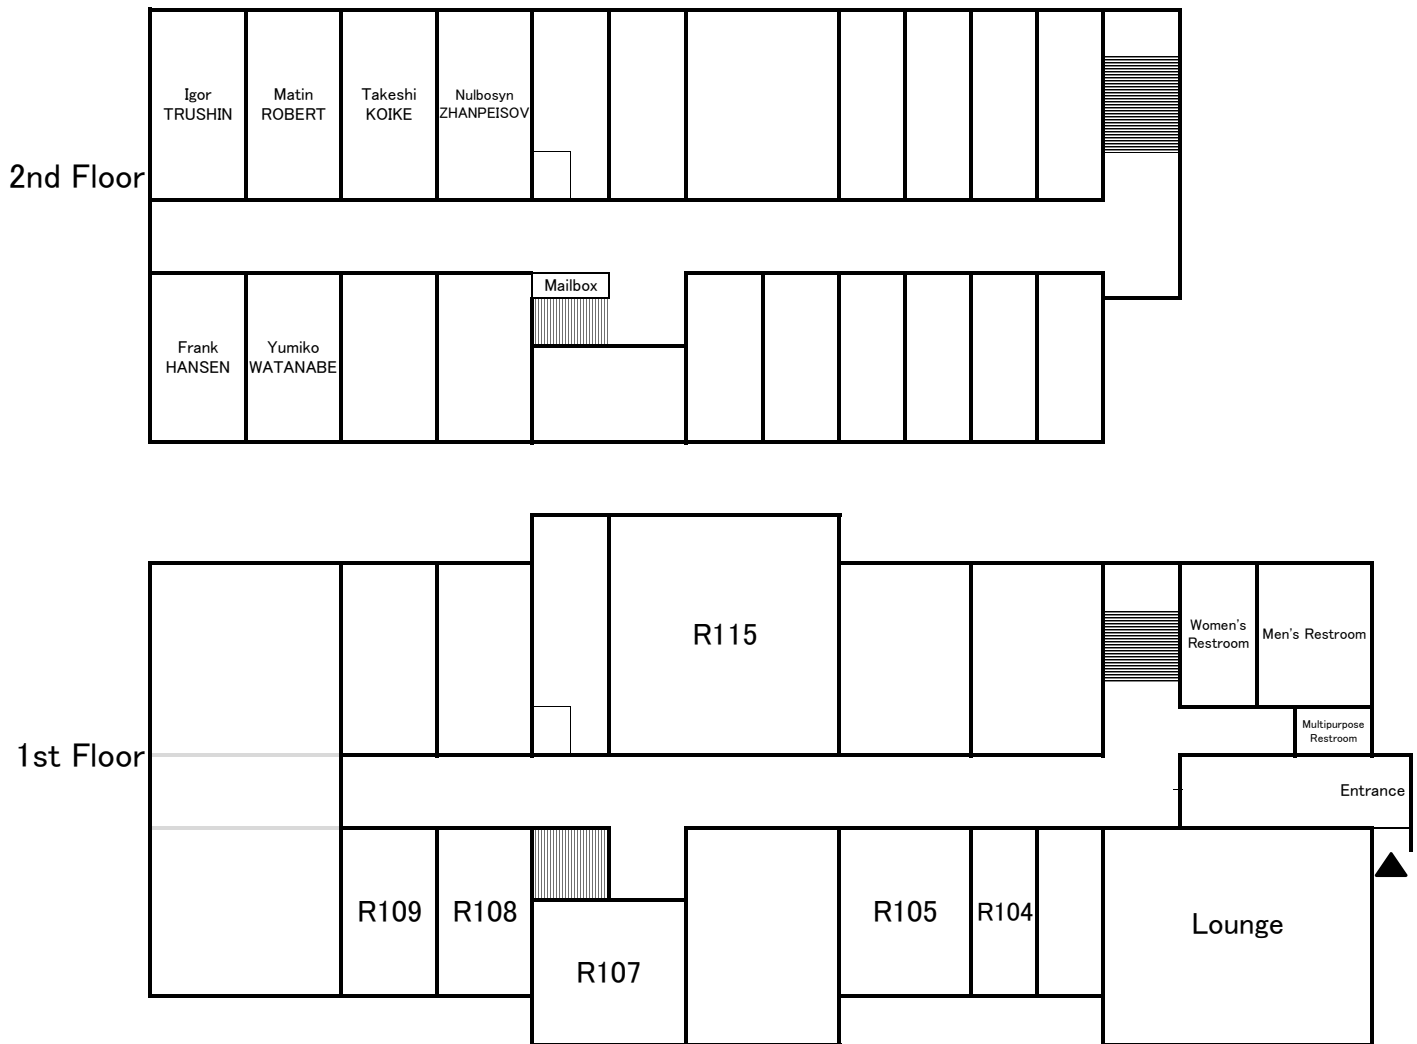 Igor
TRUSHIN
Matin
ROBERT
Takeshi
KOIKE
Nulbosyn
ZHANPEISOV
2nd Floor
Mailbox
Frank
HANSEN
Yumiko
WATANABE
R115
Women's
Restroom
Men's Restroom
Multipurpose
Restroom
1st Floor
Entrance
R109
R108
R107
R105
R104
Lounge